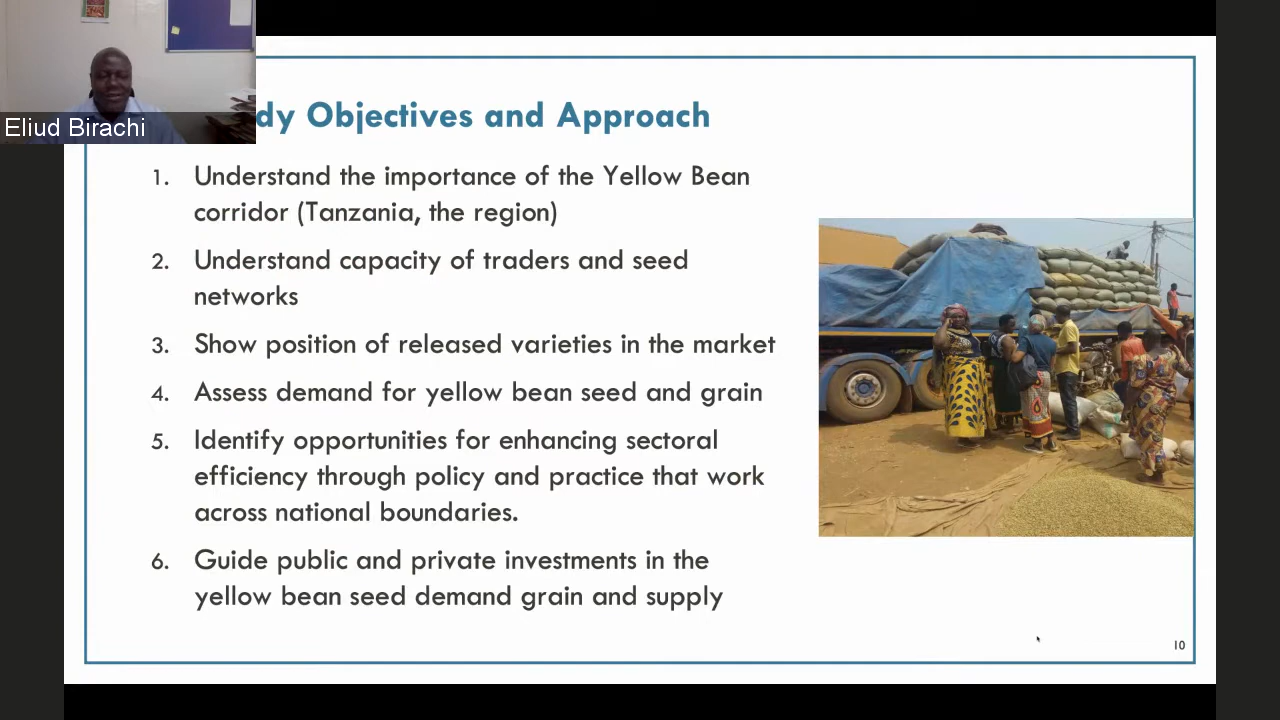 Eliud Birachi
dy Objectives and Approach
1. Understand the importance of the Yellow Bean
corridor (Tanzania, the region)
2. Understand capacity of traders and seed
networks
3. Show position of released varieties in the market
4. Assess demand for yellow bean seed and grain
5. Identify opportunities for enhancing sectoral
efficiency through policy and practice that work
across national boundaries.
6. Guide public and private investments in the
yellow bean seed demand grain and supply
10